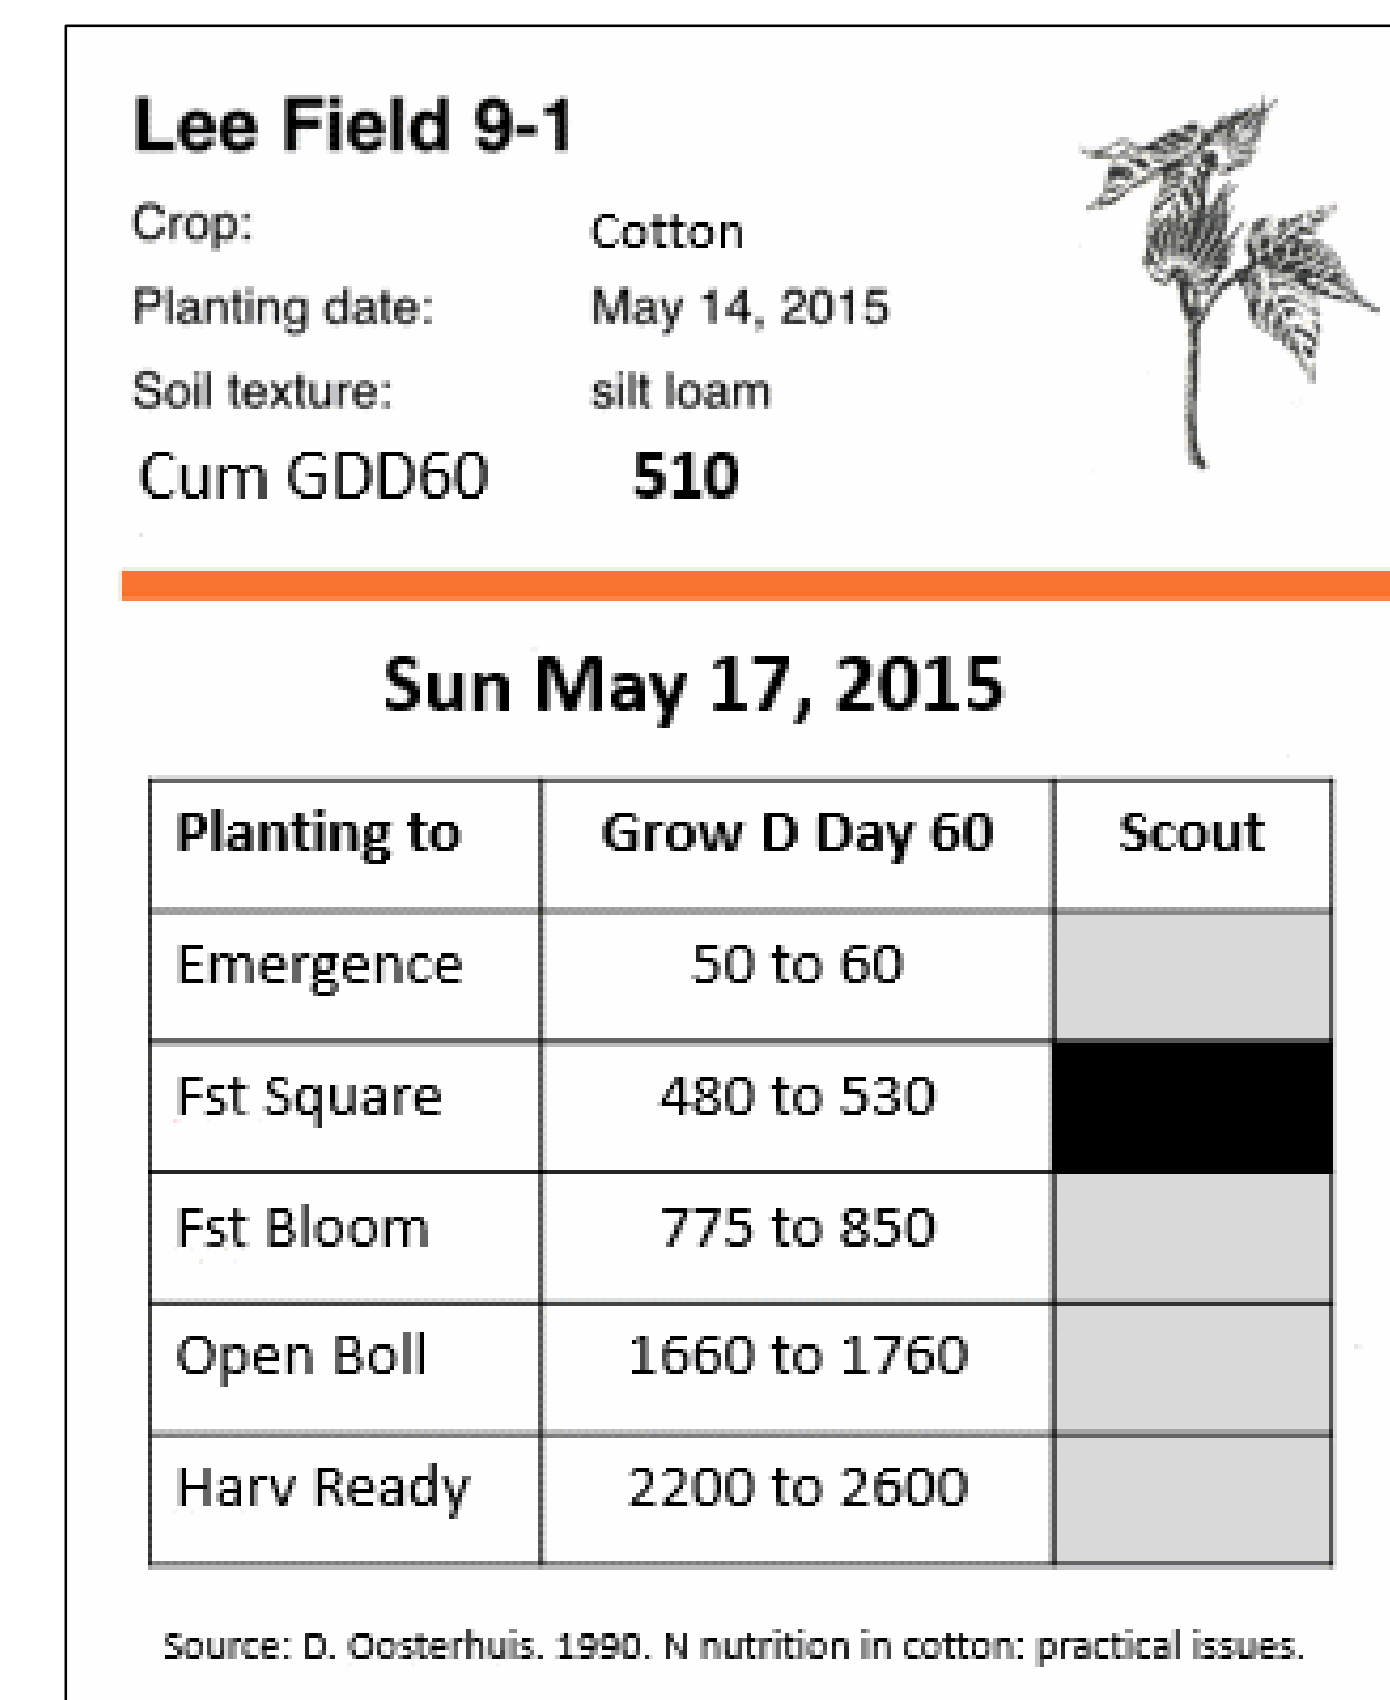 Lee Field 9-1
Crop: Cotton
Planting date: May 14, 2015
Soil texture: silt loam
Cum GDD60 510
Sun May 17, 2015
Planting to Grow D Day 60 Scout
Emergence 50 to 60
Fst Square 480 to 530
Fst Bloom 775 to 850
Open Boll 1660 to 1760
Harv Ready 2200 to 2600
Source: D. Oosterhuis. 1990. N nutrition in cotton: practical issues.